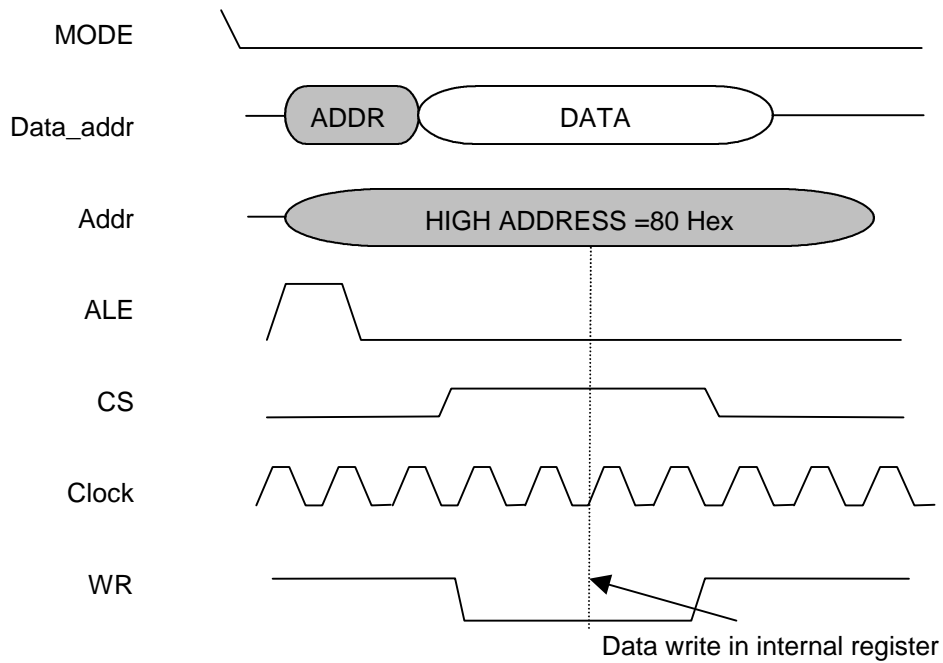 MODE
Data_addr
ADDR
DATA
Addr
HIGH ADDRESS =80 Hex
ALE
CS
Clock
WR
Data write in internal register